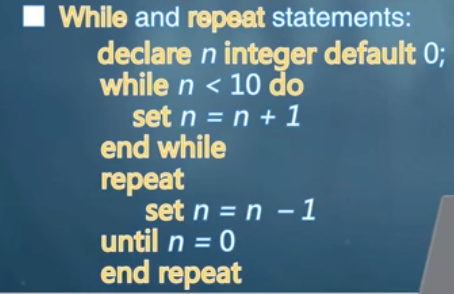 While and repeat statements:
declare n integer default 0;
while n < 10 do
set n = n + 1
end while
repeat
set n = n – 1
until n = 0
end repeat